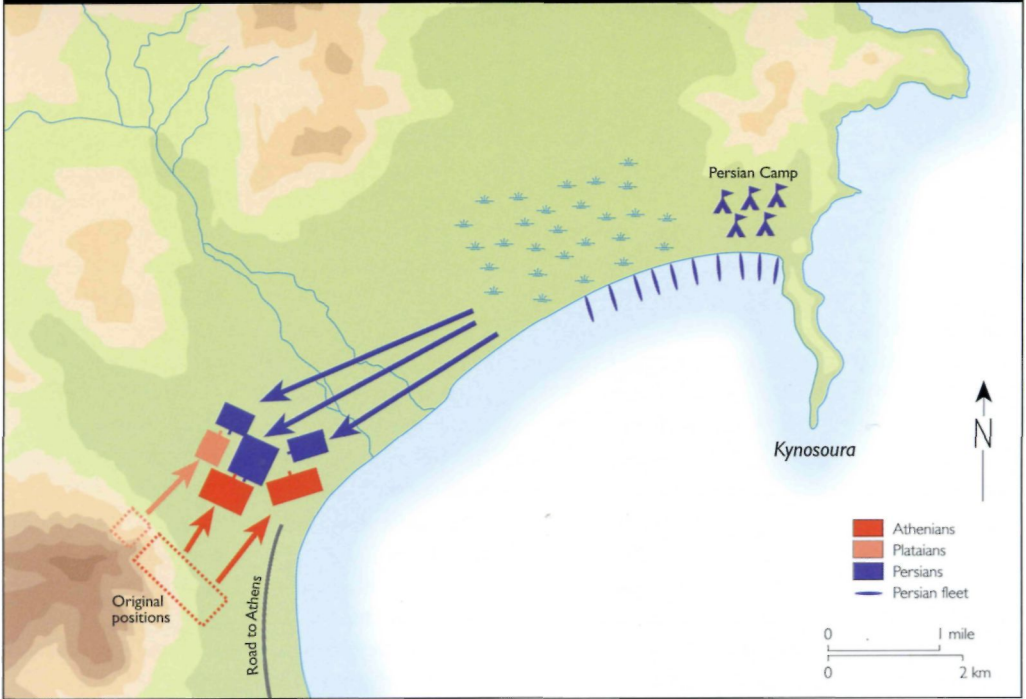 Persian Camp
N
Kynosoura
Athenians
Plataians
Persians
Persian fleet
Original
positions
Road to Athens
0 1 mile
0 2 km